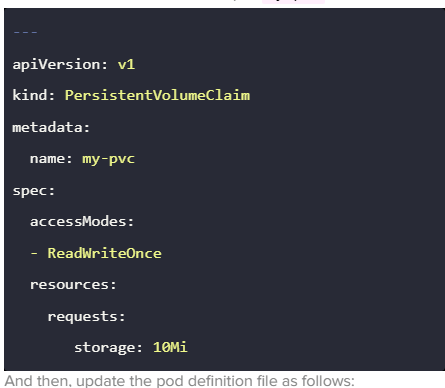 ---
apiVersion: v1
kind: PersistentVolumeClaim
metadata:
  name: my-pvc
spec:
  accessModes:
  - ReadWriteOnce
  resources:
    requests:
       storage: 10Mi
And then, update the pod definition file as follows: